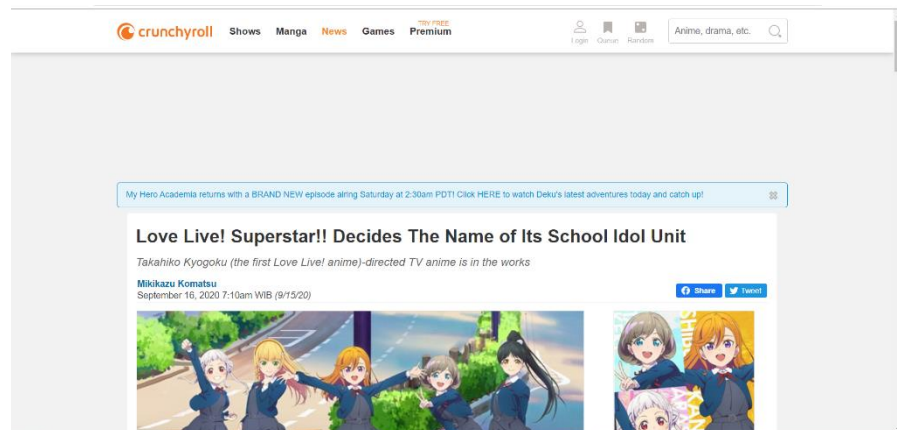 TRY FREE
crunchyroll Shows Manga News Games Premium
Login Queue Random
Anime, drama, etc.
My Hero Academia returns with a BRAND NEW episode airing Saturday at 2:30am PDT! Click HERE to watch Deku's latest adventures today and catch up!
Love Live! Superstar!! Decides The Name of Its School Idol Unit
Takahiko Kyogoku (the first Love Live! anime)-directed TV anime is in the works
Mikikazu Komatsu
September 16, 2020 7:10am WIB (9/15/20)
Share Tweet